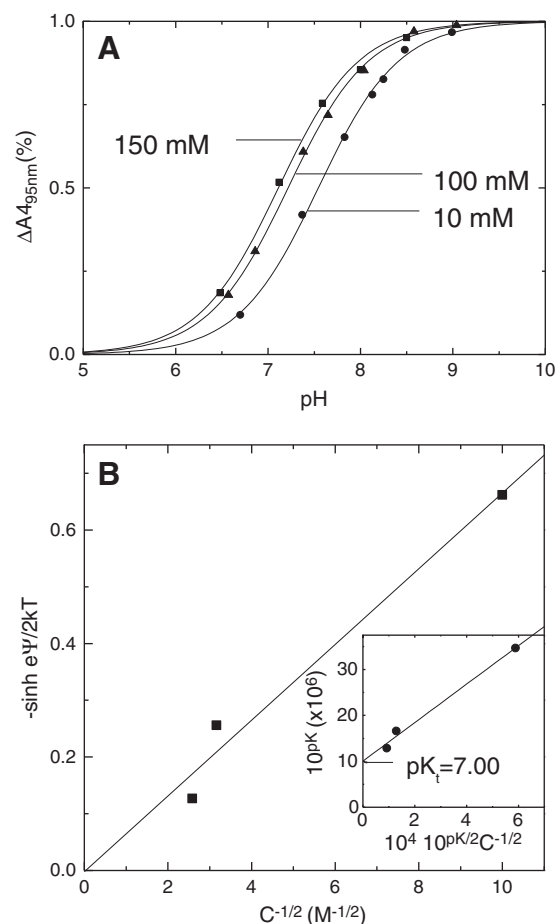 A
1.0
0.5
0.0
ΔA4₉₅ₙₘ(%)
150 mM
100 mM
10 mM
5 6 7 8 9 10
pH
B
0.6
0.4
0.2
0.0
-sinh eΨ/2kT
0 2 4 6 8 10
C⁻¹/² (M⁻¹/²)
30
20
10
0
10ᵖᴷ (x10⁶)
pKₜ=7.00
0 2 4 6
10⁴ 10ᵖᴷ/²C⁻¹/²